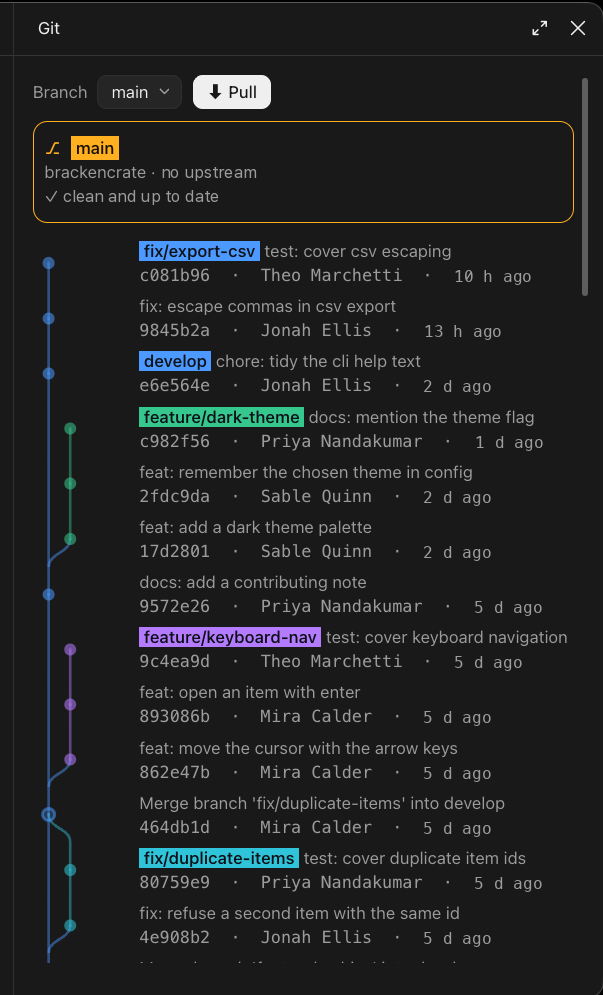 Git
Branch main Pull
main
brackencrate · no upstream
✓ clean and up to date
fix/export-csv test: cover csv escaping
c081b96 · Theo Marchetti · 10 h ago
fix: escape commas in csv export
9845b2a · Jonah Ellis · 13 h ago
develop chore: tidy the cli help text
e6e564e · Jonah Ellis · 2 d ago
feature/dark-theme docs: mention the theme flag
c982f56 · Priya Nandakumar · 1 d ago
feat: remember the chosen theme in config
2fdc9da · Sable Quinn · 2 d ago
feat: add a dark theme palette
17d2801 · Sable Quinn · 2 d ago
docs: add a contributing note
9572e26 · Priya Nandakumar · 5 d ago
feature/keyboard-nav test: cover keyboard navigation
9c4ea9d · Theo Marchetti · 5 d ago
feat: open an item with enter
893086b · Mira Calder · 5 d ago
feat: move the cursor with the arrow keys
862e47b · Mira Calder · 5 d ago
Merge branch 'fix/duplicate-items' into develop
464db1d · Mira Calder · 5 d ago
fix/duplicate-items test: cover duplicate item ids
80759e9 · Priya Nandakumar · 5 d ago
fix: refuse a second item with the same id
4e908b2 · Jonah Ellis · 5 d ago